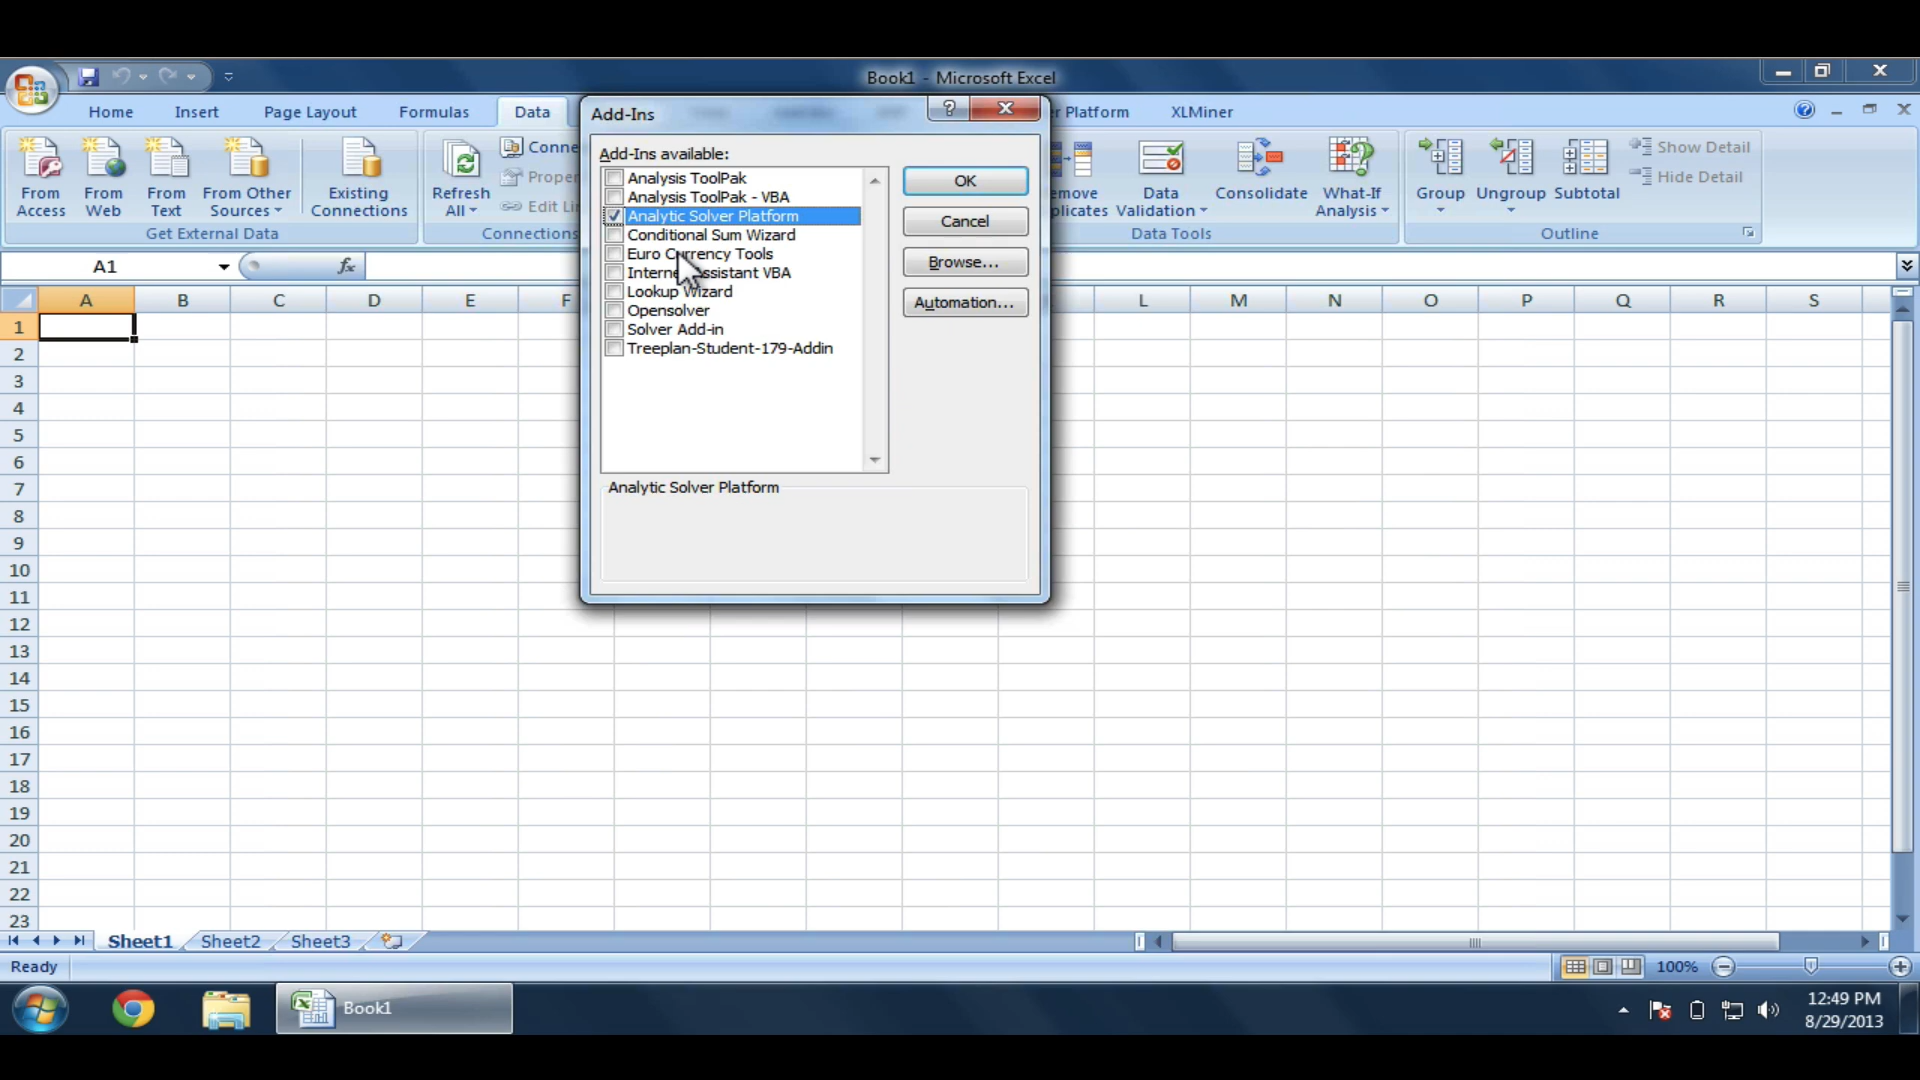 Book1 - Microsoft Excel
Home Insert Page Layout Formulas Data Platform XLMiner
Add-Ins
Add-Ins available:
Analysis ToolPak
Analysis ToolPak - VBA
Analytic Solver Platform
Conditional Sum Wizard
Euro Currency Tools
Internet Assistant VBA
Lookup Wizard
Opensolver
Solver Add-in
Treeplan-Student-179-Addin
OK
Cancel
Browse...
Automation...
Analytic Solver Platform
From Access
From Web
From Text
From Other Sources
Existing Connections
Get External Data
Refresh All
Conne
Proper
Edit Li
Connections
Data Validation
Consolidate
What-If Analysis
Data Tools
Group
Ungroup
Subtotal
Show Detail
Hide Detail
Outline
A1 fx
A B C D E F L M N O P Q R S
1
2
3
4
5
6
7
8
9
10
11
12
13
14
15
16
17
18
19
20
21
22
23
Sheet1 Sheet2 Sheet3
Ready 100%
Book1
12:49 PM
8/29/2013